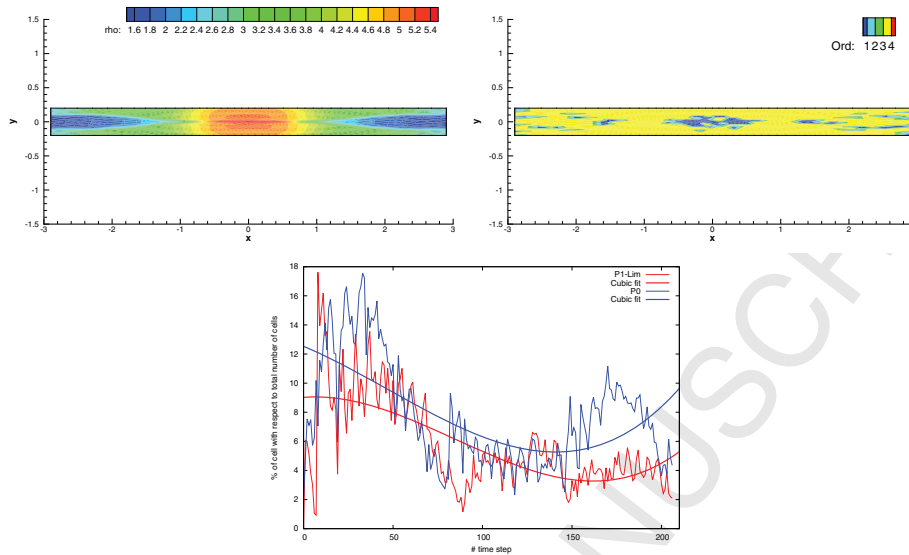 rho: 1.6 1.8 2 2.2 2.4 2.6 2.8 3 3.2 3.4 3.6 3.8 4 4.2 4.4 4.6 4.8 5 5.2 5.4
1.5
1
0.5
y
0
-0.5
-1
-1.5
-3 -2 -1 0 1 2 3
x
Ord: 1 2 3 4
1.5
1
0.5
y
0
-0.5
-1
-1.5
-3 -2 -1 0 1 2
x
18
16
14
12
10
8
6
4
2
0
% of cell with respect to total number of cells
P1-Lim
Cubic fit
P0
Cubic fit
0 50 100 150 200
# time step
NUSCR